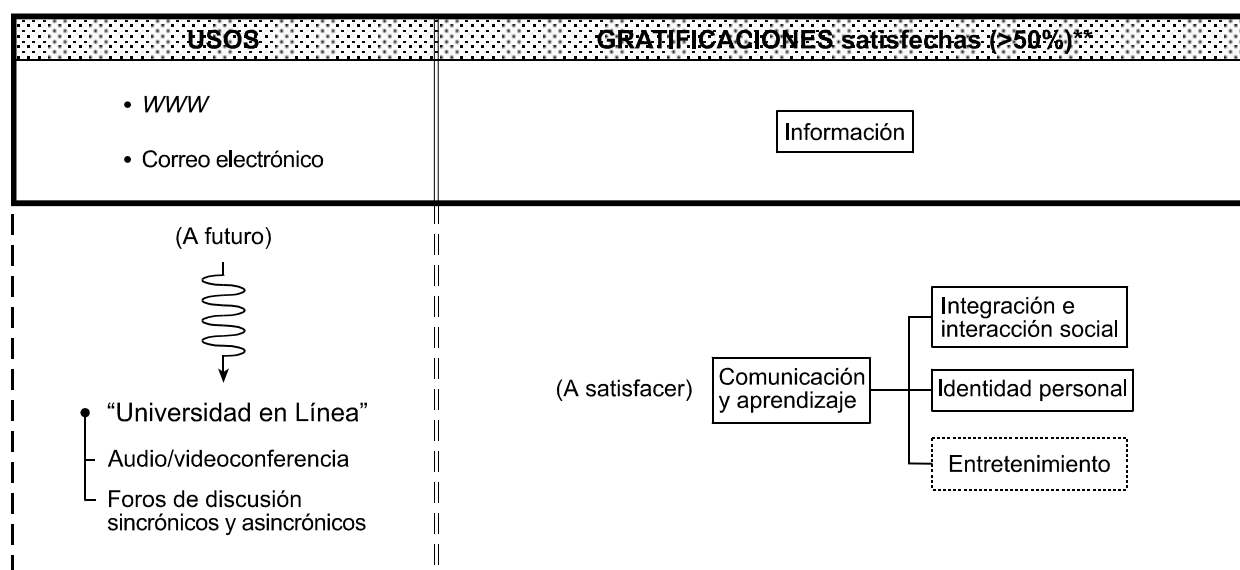 USOS
GRATIFICACIONES satisfechas (>50%)**
• WWW
• Correo electrónico
Información
(A futuro)
• “Universidad en Línea”
Audio/videoconferencia
Foros de discusión
sincrónicos y asincrónicos
(A satisfacer)
Comunicación
y aprendizaje
Integración e
interacción social
Identidad personal
Entretenimiento